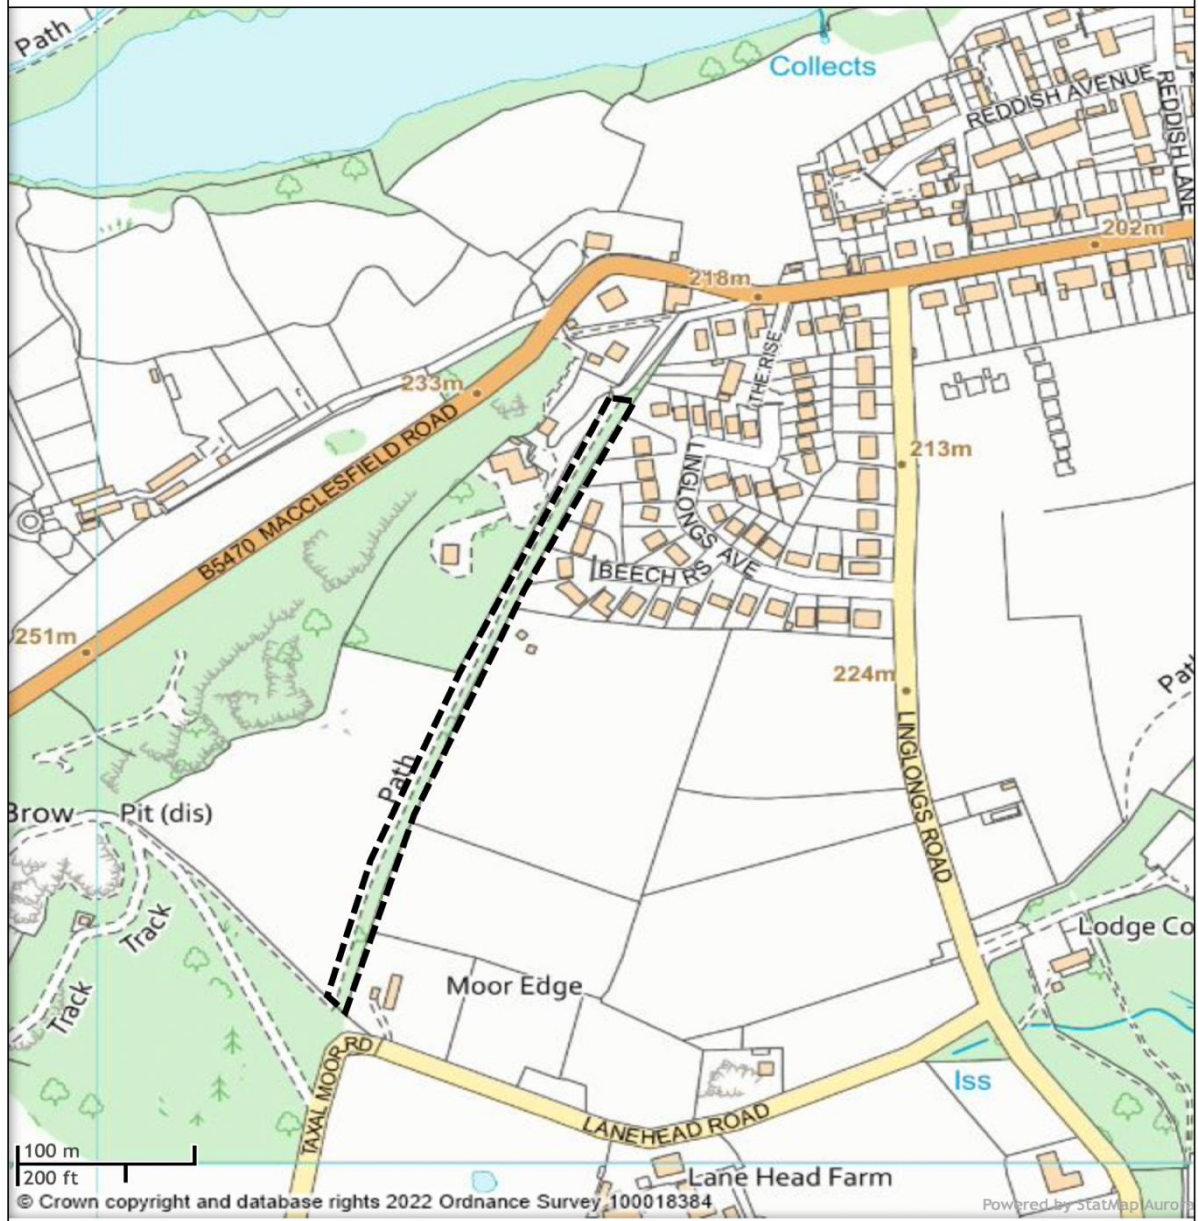 Path
Collects
REDDISH AVENUE
REDDISH LANE
202m
218m
THE RISE
233m
B5470 MACCLESFIELD ROAD
213m
LINGLONGS AVE
BEECH RS
251m
224m
Path
LINGLONGS ROAD
Path
Brow
Pit (dis)
Track
Track
Lodge Co
Moor Edge
TAXAL MOOR RD
Iss
LANEHEAD ROAD
Lane Head Farm
100 m
200 ft
© Crown copyright and database rights 2022 Ordnance Survey 100018384
Powered by StatMap Auror